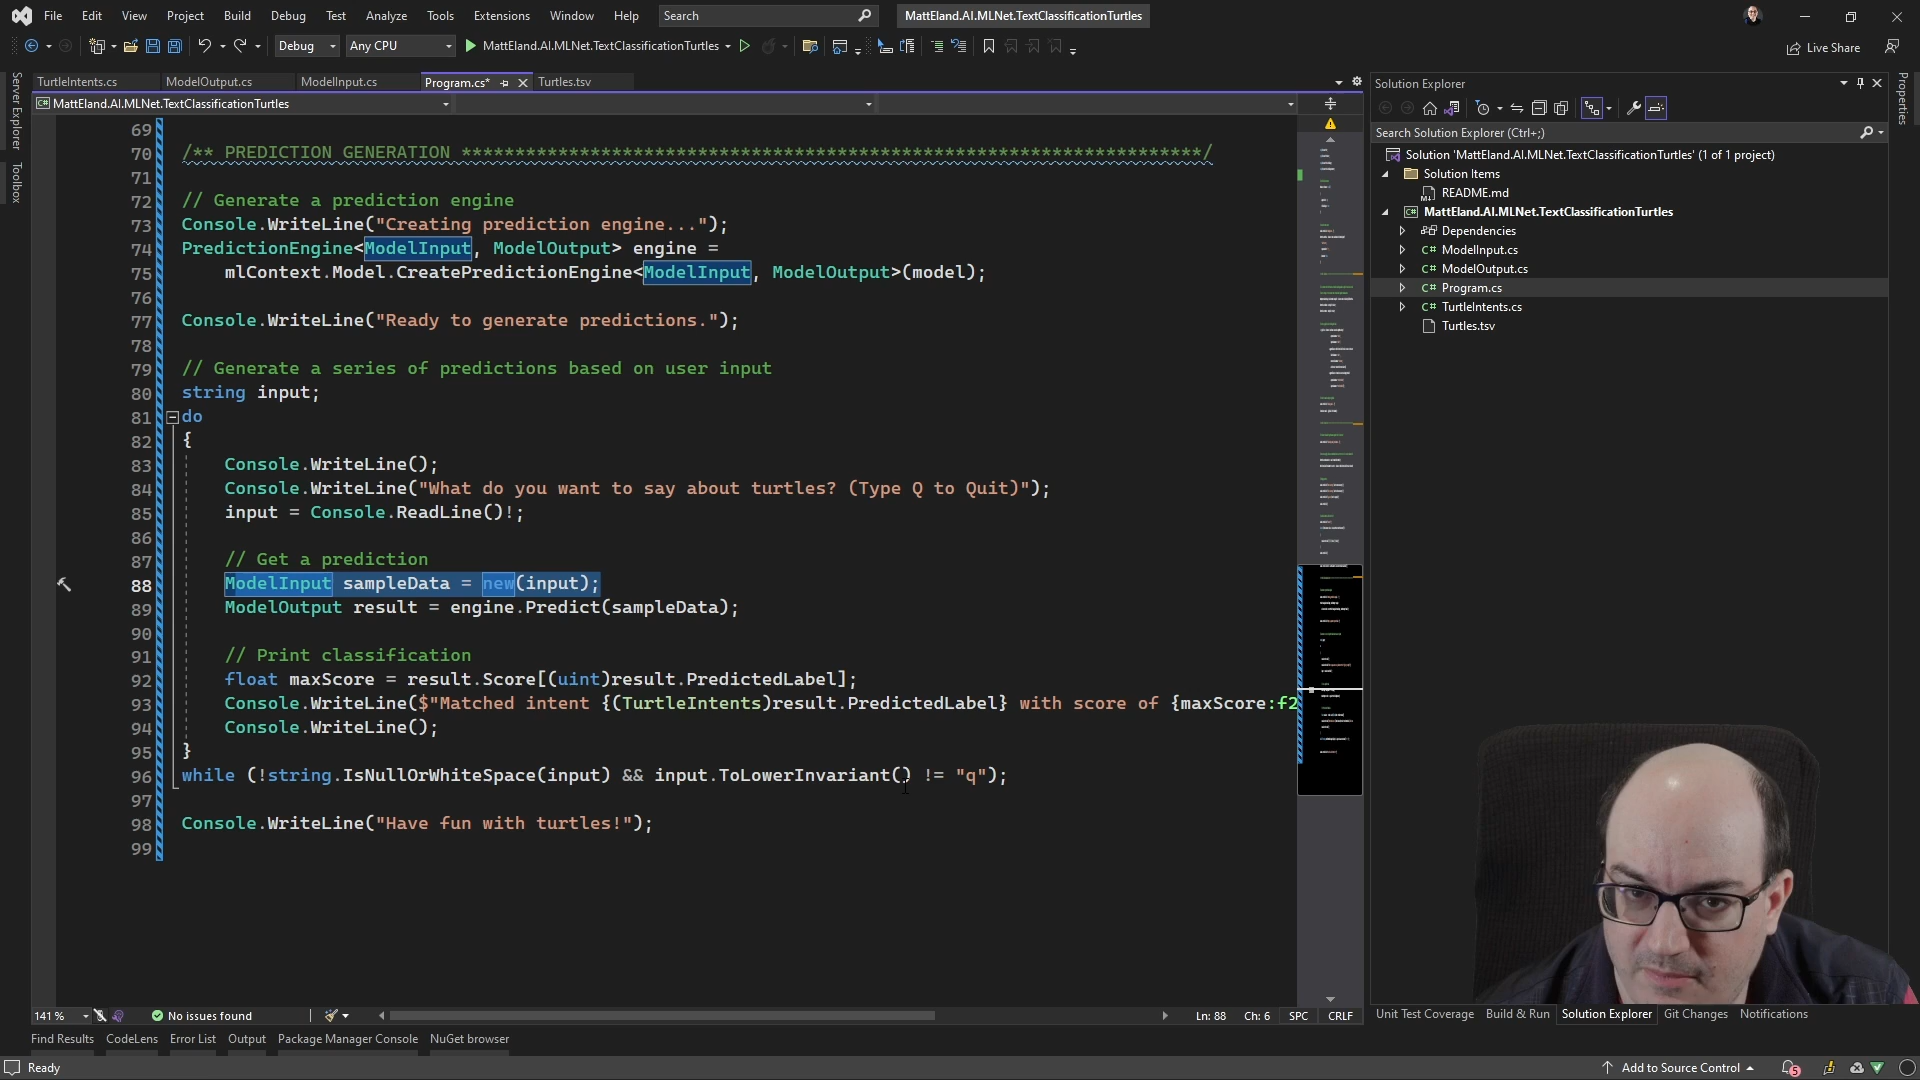 File Edit View Project Build Debug Test Analyze Tools Extensions Window Help Search MattEland.AI.MLNet.TextClassificationTurtles
Debug Any CPU MattEland.AI.MLNet.TextClassificationTurtles Live Share
TurtleIntents.cs ModelOutput.cs ModelInput.cs Program.cs* Turtles.tsv
MattEland.AI.MLNet.TextClassificationTurtles
Server Explorer
Toolbox
69
70 /** PREDICTION GENERATION *********************************************************************/
71
72 // Generate a prediction engine
73 Console.WriteLine("Creating prediction engine...");
74 PredictionEngine<ModelInput, ModelOutput> engine =
75 mlContext.Model.CreatePredictionEngine<ModelInput, ModelOutput>(model);
76
77 Console.WriteLine("Ready to generate predictions.");
78
79 // Generate a series of predictions based on user input
80 string input;
81 do
82 {
83 Console.WriteLine();
84 Console.WriteLine("What do you want to say about turtles? (Type Q to Quit)");
85 input = Console.ReadLine()!;
86
87 // Get a prediction
88 ModelInput sampleData = new(input);
89 ModelOutput result = engine.Predict(sampleData);
90
91 // Print classification
92 float maxScore = result.Score[(uint)result.PredictedLabel];
93 Console.WriteLine($"Matched intent {(TurtleIntents)result.PredictedLabel} with score of {maxScore:f2
94 Console.WriteLine();
95 }
96 while (!string.IsNullOrWhiteSpace(input) && input.ToLowerInvariant() != "q");
97
98 Console.WriteLine("Have fun with turtles!");
99
141 % No issues found Ln: 88 Ch: 6 SPC CRLF
Find Results CodeLens Error List Output Package Manager Console NuGet browser
Ready Add to Source Control 5
Solution Explorer
Search Solution Explorer (Ctrl+;)
Solution 'MattEland.AI.MLNet.TextClassificationTurtles' (1 of 1 project)
Solution Items
README.md
MattEland.AI.MLNet.TextClassificationTurtles
Dependencies
C# ModelInput.cs
C# ModelOutput.cs
C# Program.cs
C# TurtleIntents.cs
Turtles.tsv
Unit Test Coverage Build & Run Solution Explorer Git Changes Notifications
Properties